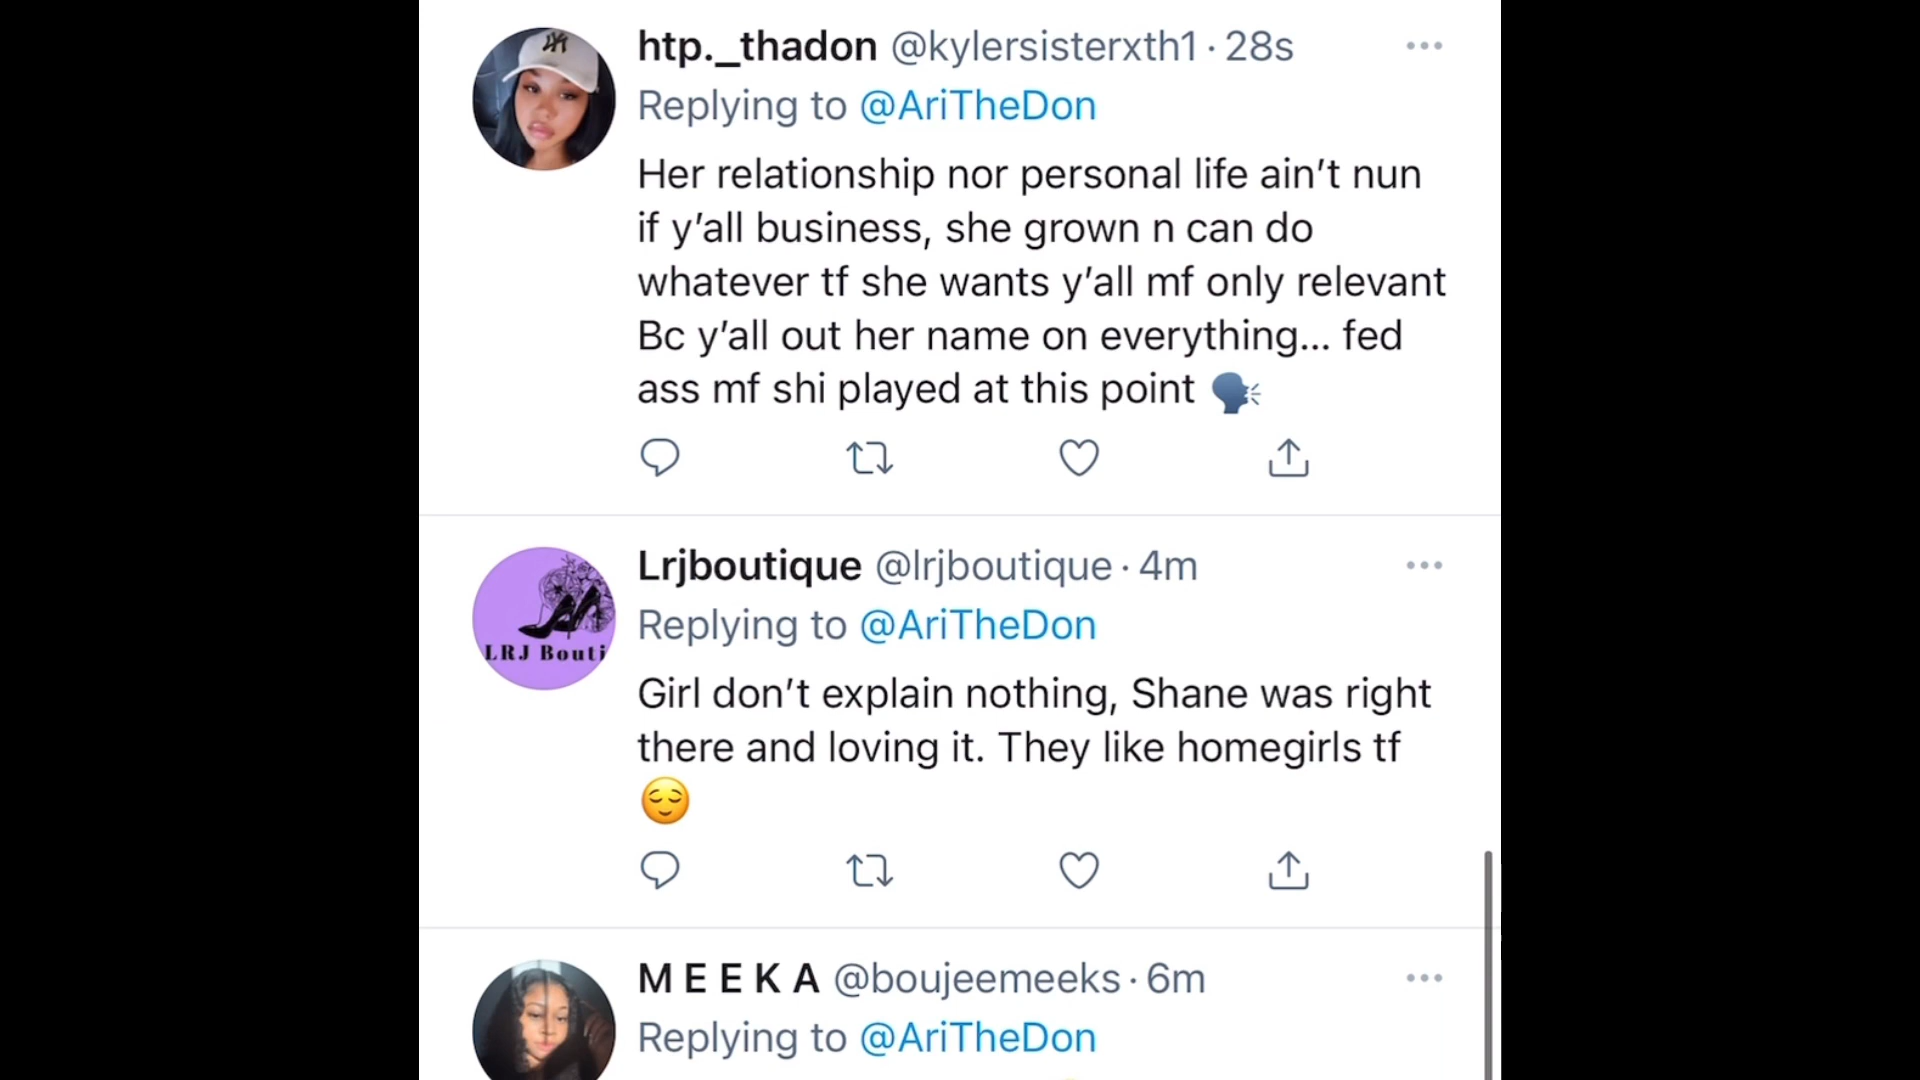 htp._thadon @kylersisterxth1 · 28s
Replying to @AriTheDon
Her relationship nor personal life ain’t nun
if y’all business, she grown n can do
whatever tf she wants y’all mf only relevant
Bc y’all out her name on everything... fed
ass mf shi played at this point 🗣️
Lrjboutique @lrjboutique · 4m
Replying to @AriTheDon
LRJ Bouti
Girl don’t explain nothing, Shane was right
there and loving it. They like homegirls tf
😌
M E E K A @boujeemeeks · 6m
Replying to @AriTheDon